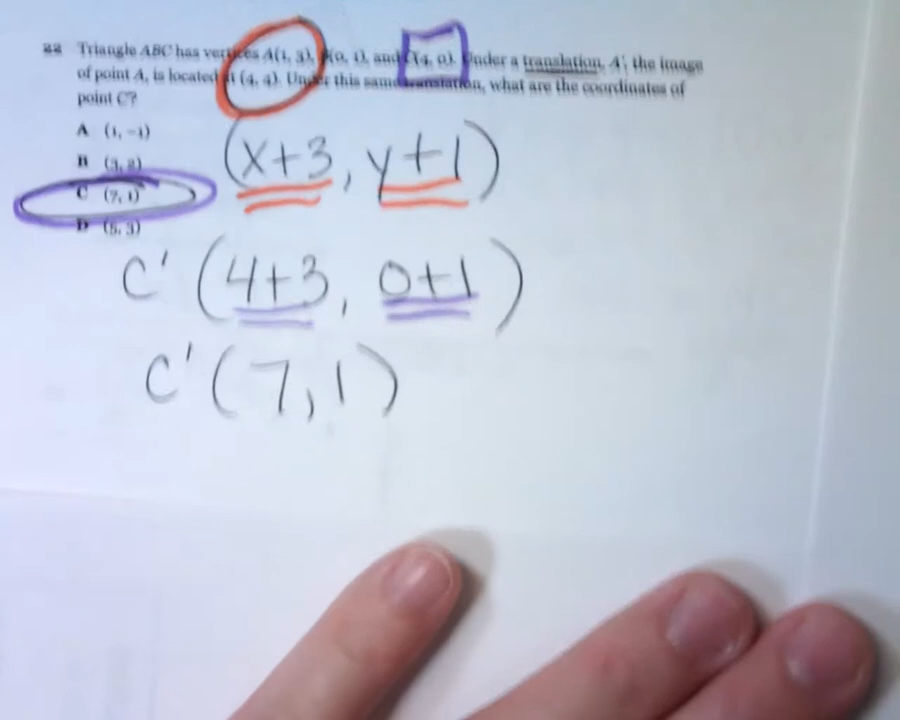 22 Triangle ABC has vertices A(1, 3), B(0, 1), and C(4, 0). Under a translation, A', the image
of point A, is located at (4, 4). Under this same translation, what are the coordinates of
point C?
A (1, -1)
B
C (7, 1)
D (5, 3)
(x+3, y+1)
C' (4+3, 0+1)
C' (7, 1)